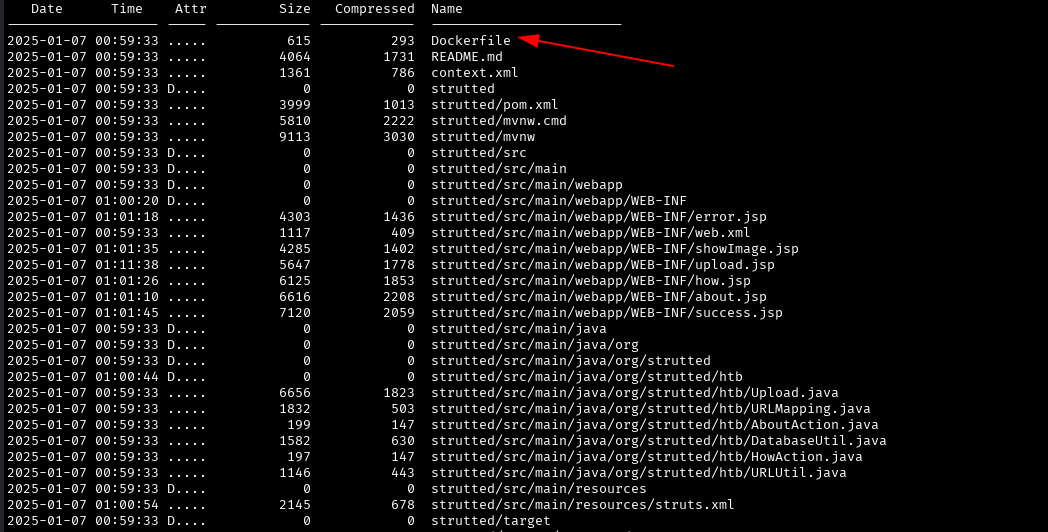 Date Time Attr Size Compressed Name
2025-01-07 00:59:33 ..... 615 293 Dockerfile
2025-01-07 00:59:33 ..... 4064 1731 README.md
2025-01-07 00:59:33 ..... 1361 786 context.xml
2025-01-07 00:59:33 D.... 0 0 strutted
2025-01-07 00:59:33 ..... 3999 1013 strutted/pom.xml
2025-01-07 00:59:33 ..... 5810 2222 strutted/mvnw.cmd
2025-01-07 00:59:33 ..... 9113 3030 strutted/mvnw
2025-01-07 00:59:33 D.... 0 0 strutted/src
2025-01-07 00:59:33 D.... 0 0 strutted/src/main
2025-01-07 00:59:33 D.... 0 0 strutted/src/main/webapp
2025-01-07 01:00:20 D.... 0 0 strutted/src/main/webapp/WEB-INF
2025-01-07 01:01:18 ..... 4303 1436 strutted/src/main/webapp/WEB-INF/error.jsp
2025-01-07 00:59:33 ..... 1117 409 strutted/src/main/webapp/WEB-INF/web.xml
2025-01-07 01:01:35 ..... 4285 1402 strutted/src/main/webapp/WEB-INF/showImage.jsp
2025-01-07 01:11:38 ..... 5647 1778 strutted/src/main/webapp/WEB-INF/upload.jsp
2025-01-07 01:01:26 ..... 6125 1853 strutted/src/main/webapp/WEB-INF/how.jsp
2025-01-07 01:01:10 ..... 6616 2208 strutted/src/main/webapp/WEB-INF/about.jsp
2025-01-07 01:01:45 ..... 7120 2059 strutted/src/main/webapp/WEB-INF/success.jsp
2025-01-07 00:59:33 D.... 0 0 strutted/src/main/java
2025-01-07 00:59:33 D.... 0 0 strutted/src/main/java/org
2025-01-07 00:59:33 D.... 0 0 strutted/src/main/java/org/strutted
2025-01-07 01:00:44 D.... 0 0 strutted/src/main/java/org/strutted/htb
2025-01-07 00:59:33 ..... 6656 1823 strutted/src/main/java/org/strutted/htb/Upload.java
2025-01-07 00:59:33 ..... 1832 503 strutted/src/main/java/org/strutted/htb/URLMapping.java
2025-01-07 00:59:33 ..... 199 147 strutted/src/main/java/org/strutted/htb/AboutAction.java
2025-01-07 00:59:33 ..... 1582 630 strutted/src/main/java/org/strutted/htb/DatabaseUtil.java
2025-01-07 00:59:33 ..... 197 147 strutted/src/main/java/org/strutted/htb/HowAction.java
2025-01-07 00:59:33 ..... 1146 443 strutted/src/main/java/org/strutted/htb/URLUtil.java
2025-01-07 00:59:33 D.... 0 0 strutted/src/main/resources
2025-01-07 01:00:54 ..... 2145 678 strutted/src/main/resources/struts.xml
2025-01-07 00:59:33 D.... 0 0 strutted/target